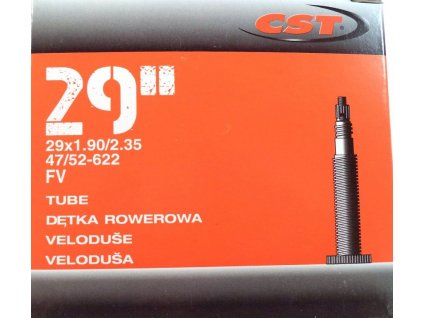 CST
29"
29x1.90/2.35
47/52-622
FV
TUBE
DĘTKA ROWEROWA
VELODUŠE
VELODUŠA